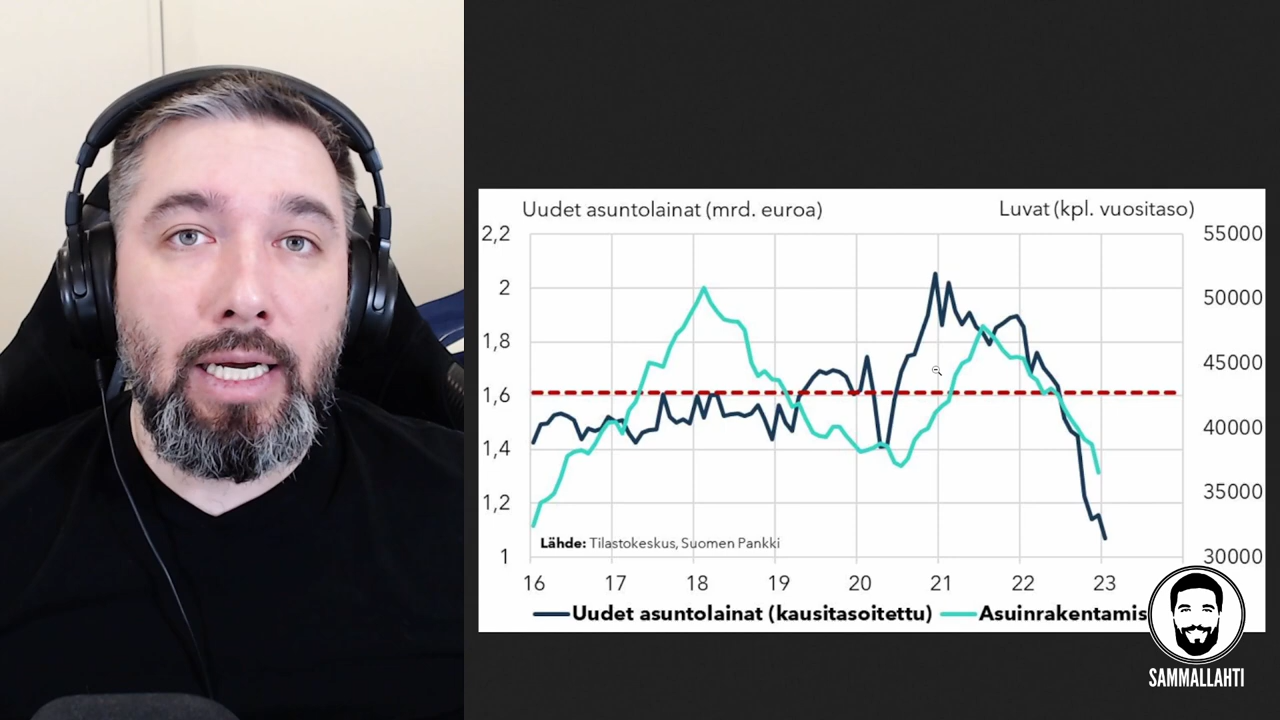 Uudet asuntolainat (mrd. euroa)
Luvat (kpl. vuositaso)
2,2
2
1,8
1,6
1,4
1,2
1
55000
50000
45000
40000
35000
30000
Lähde: Tilastokeskus, Suomen Pankki
16 17 18 19 20 21 22 23
Uudet asuntolainat (kausitasoitettu)
Asuinrakentamis
SAMMALLAHTI